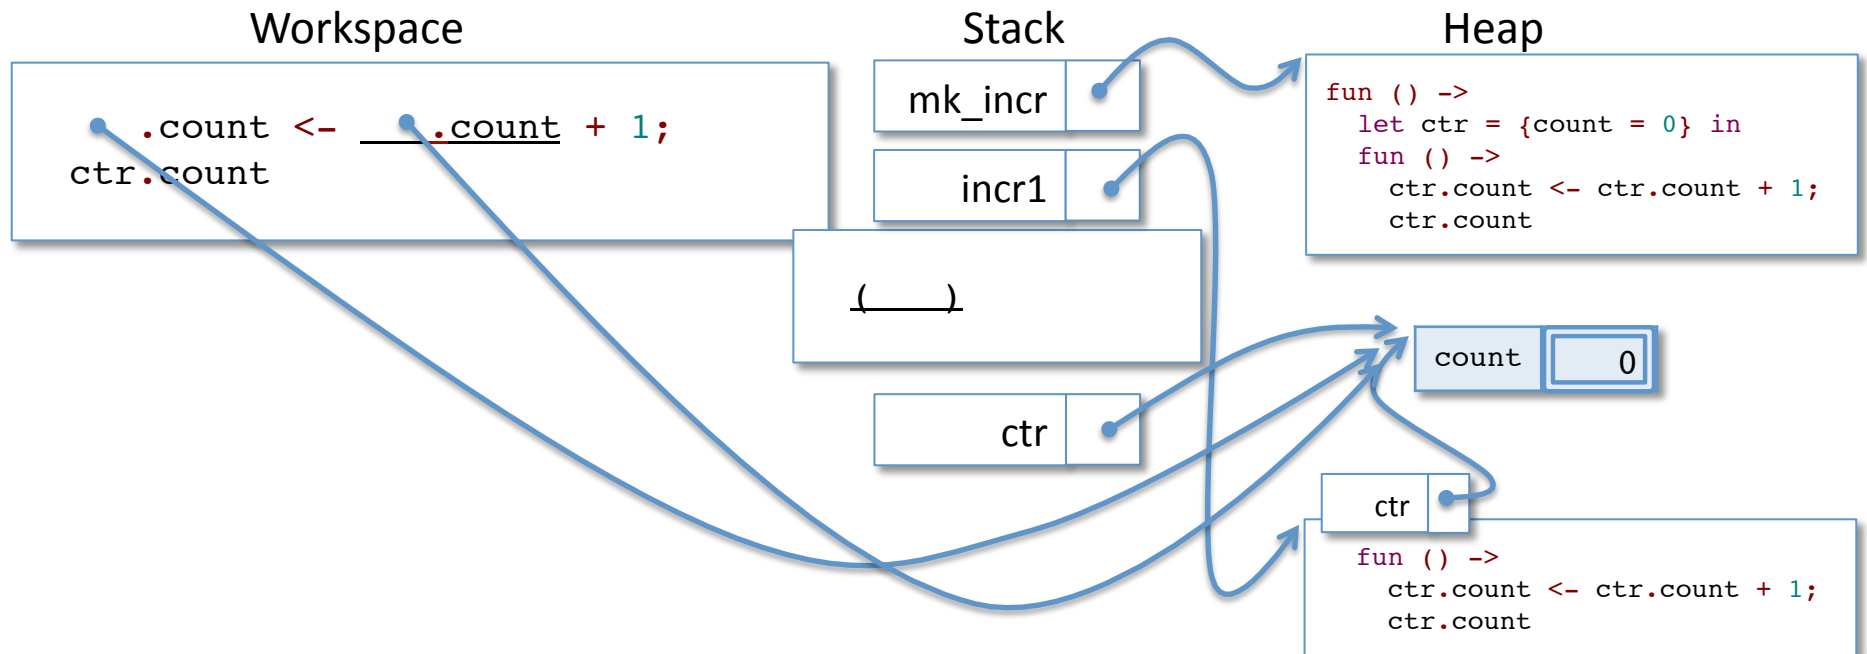 Workspace
.count <- .count + 1;
ctr.count
Stack
mk_incr
incr1
( )
ctr
Heap
fun () ->
let ctr = {count = 0} in
fun () ->
ctr.count <- ctr.count + 1;
ctr.count
count 0
ctr
fun () ->
ctr.count <- ctr.count + 1;
ctr.count